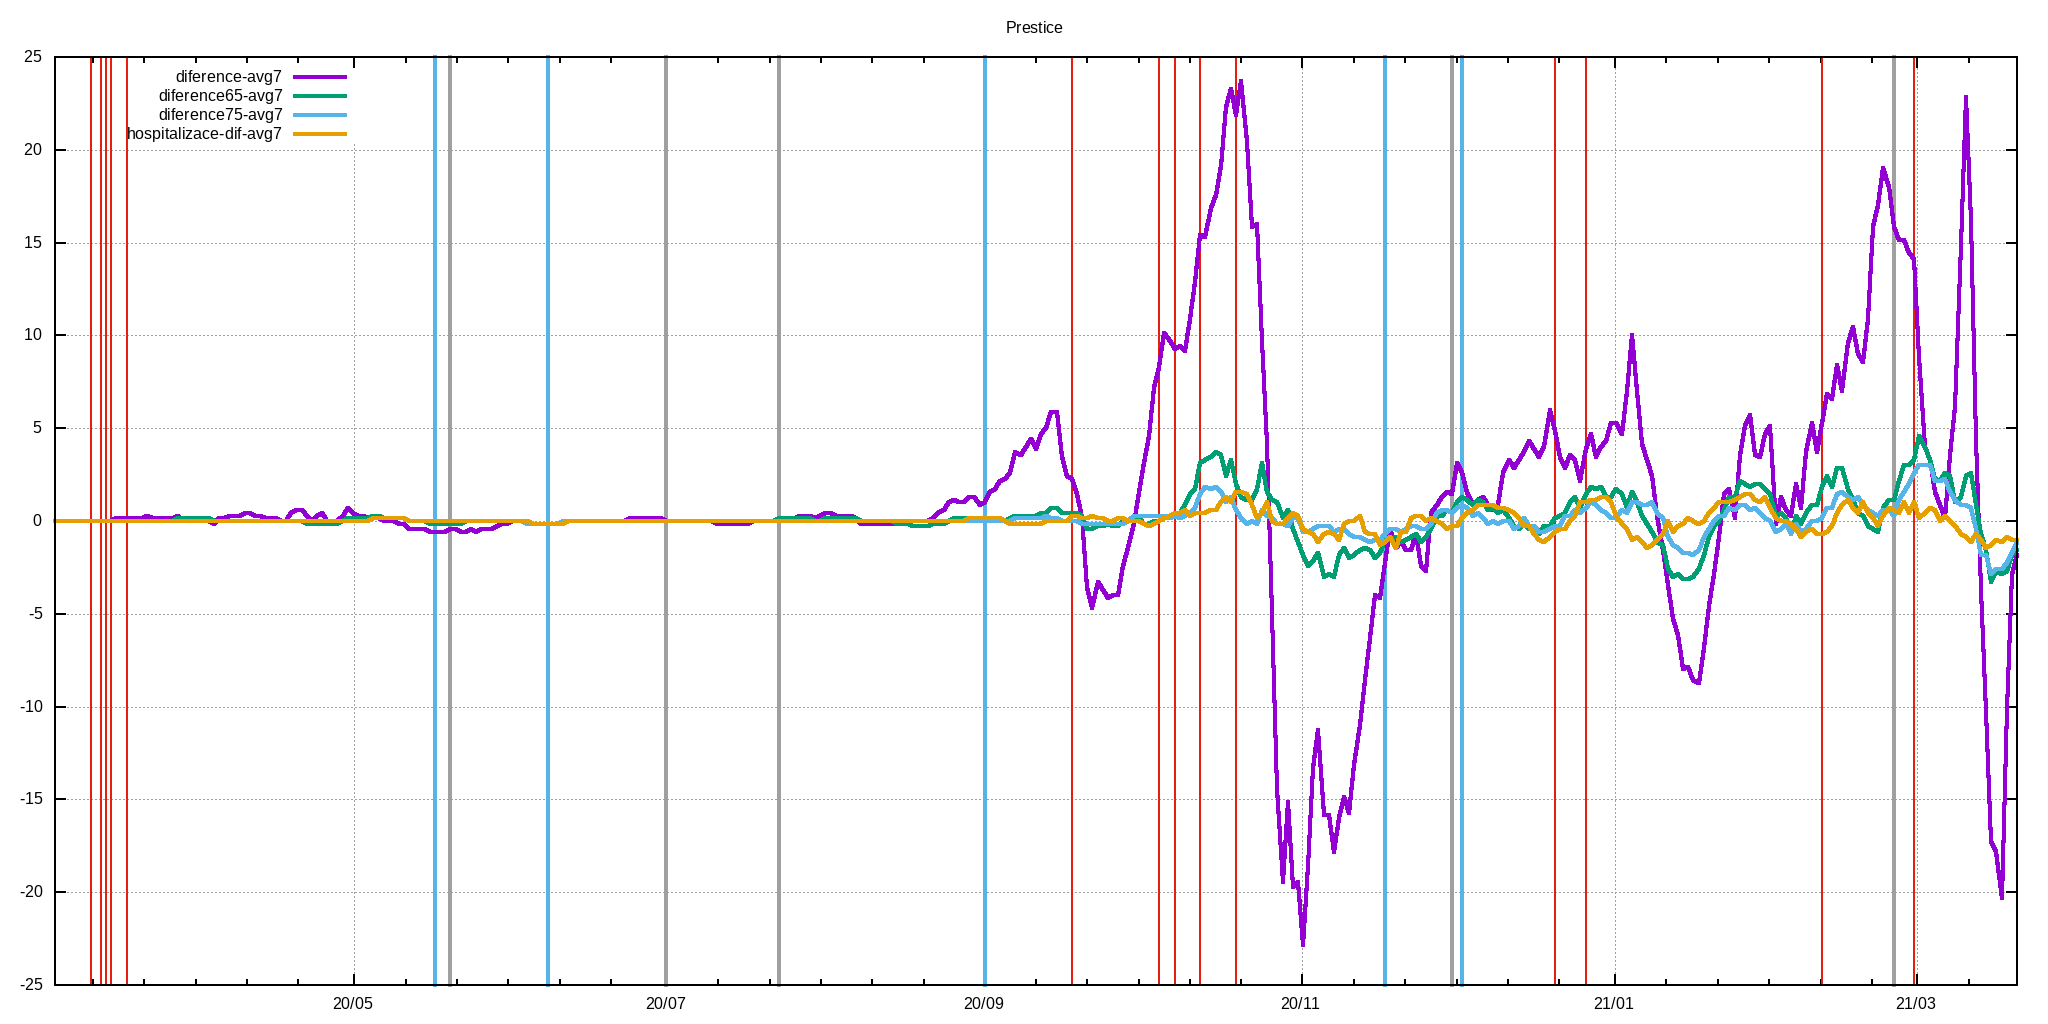 Prestice
diference-avg7
diference65-avg7
diference75-avg7
hospitalizace-dif-avg7
25
20
15
10
5
0
-5
-10
-15
-20
-25
20/05 20/07 20/09 20/11 21/01 21/03